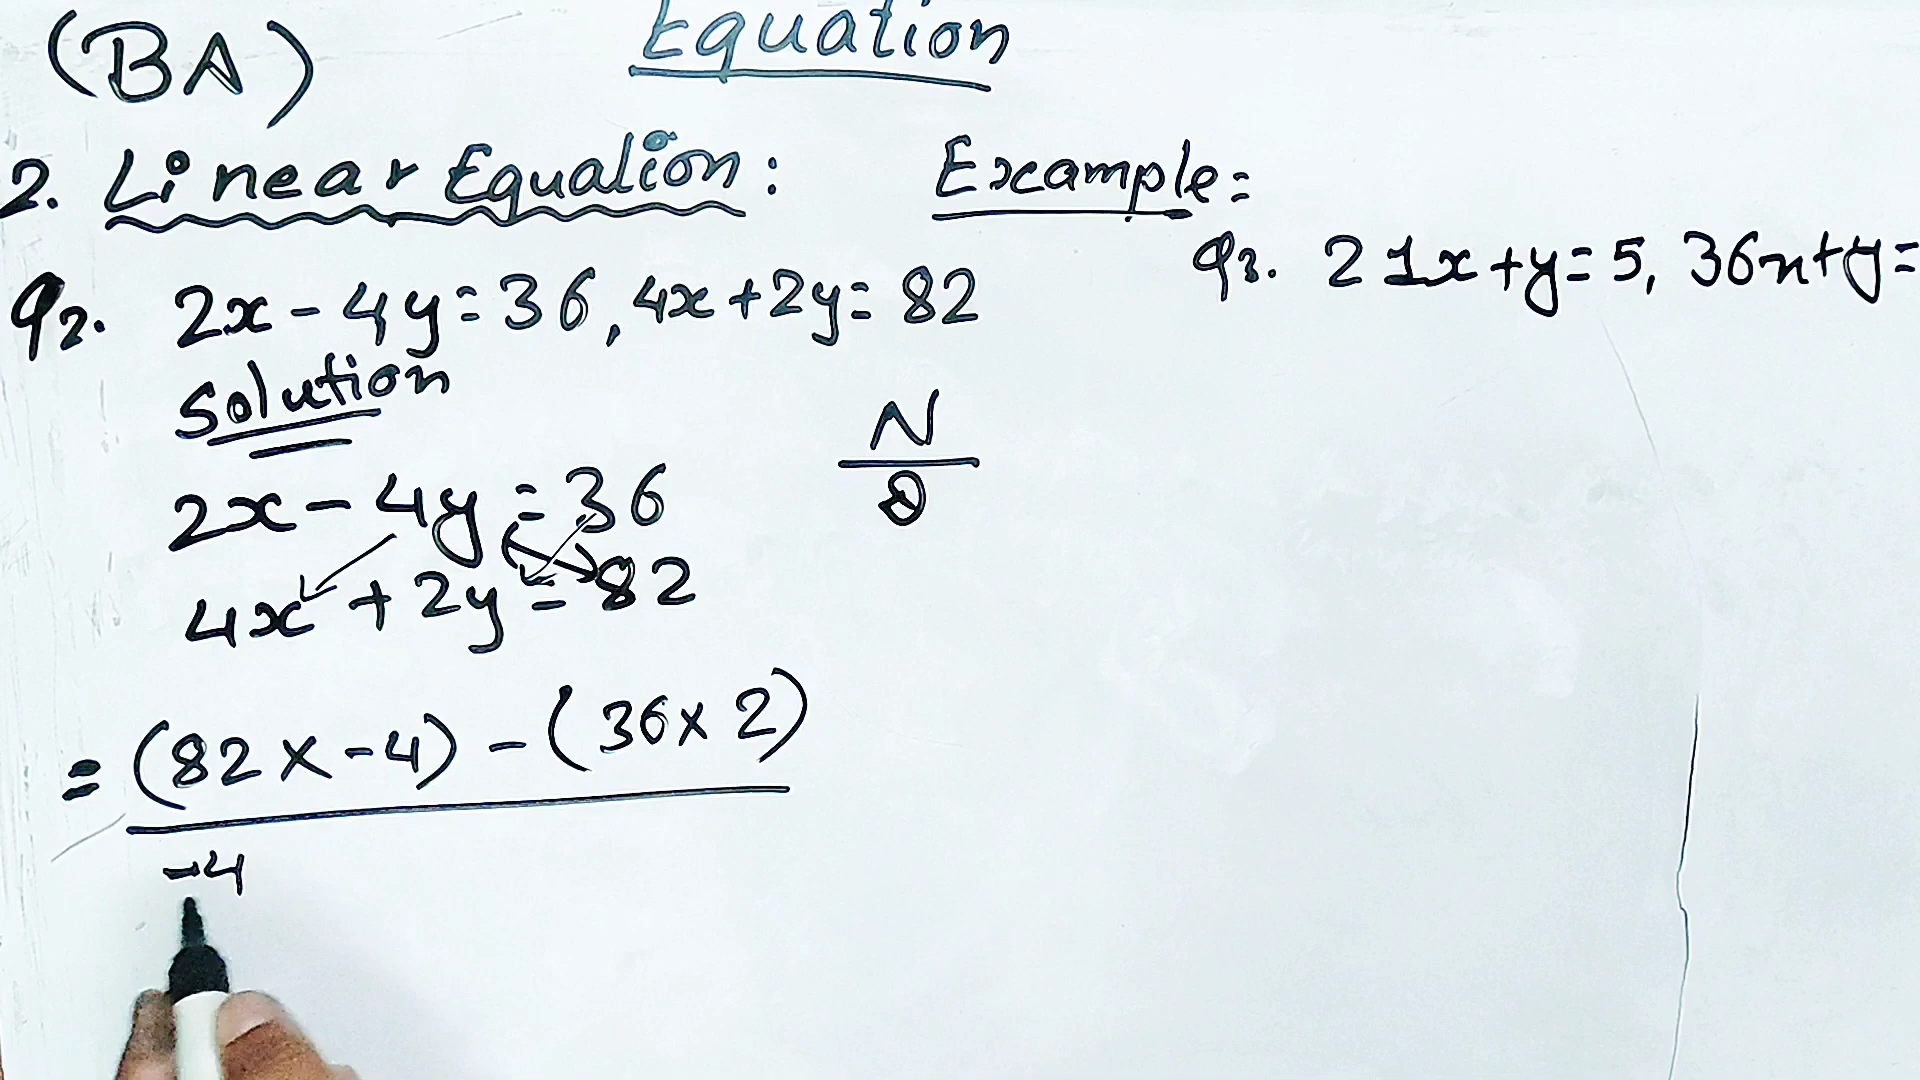 (BA)
Equation
2. Linear Equation:
Example:
Q2. 2x - 4y = 36, 4x + 2y = 82
Q3. 21x + y = 5, 36x + y =
Solution
N
D
2x - 4y = 36
4x + 2y = 82
= (82 x -4) - (36 x 2)
-4